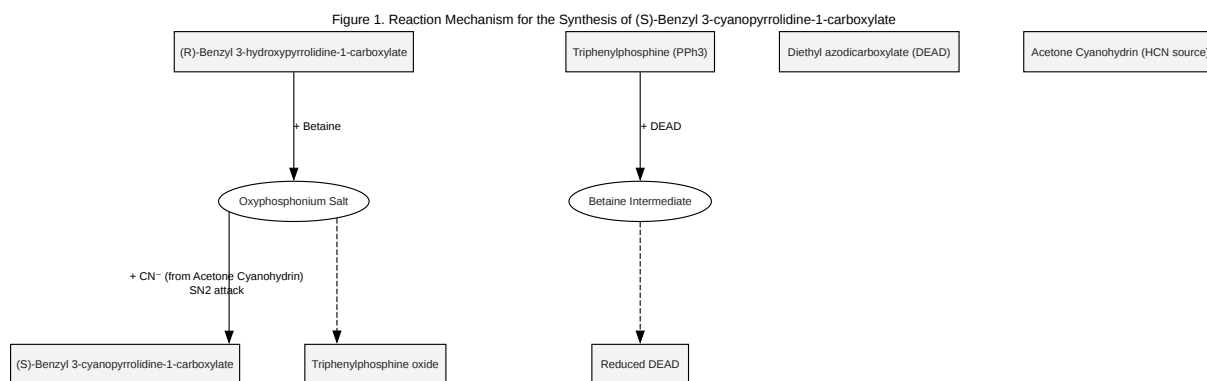 Figure 1. Reaction Mechanism for the Synthesis of (S)-Benzyl 3-cyanopyrrolidine-1-carboxylate
(R)-Benzyl 3-hydroxypyrrolidine-1-carboxylate
Triphenylphosphine (PPh3)
Diethyl azodicarboxylate (DEAD)
Acetone Cyanohydrin (HCN source)
+ Betaine
+ DEAD
Oxyphosphonium Salt
Betaine Intermediate
+ CN⁻ (from Acetone Cyanohydrin)
SN2 attack
(S)-Benzyl 3-cyanopyrrolidine-1-carboxylate
Triphenylphosphine oxide
Reduced DEAD